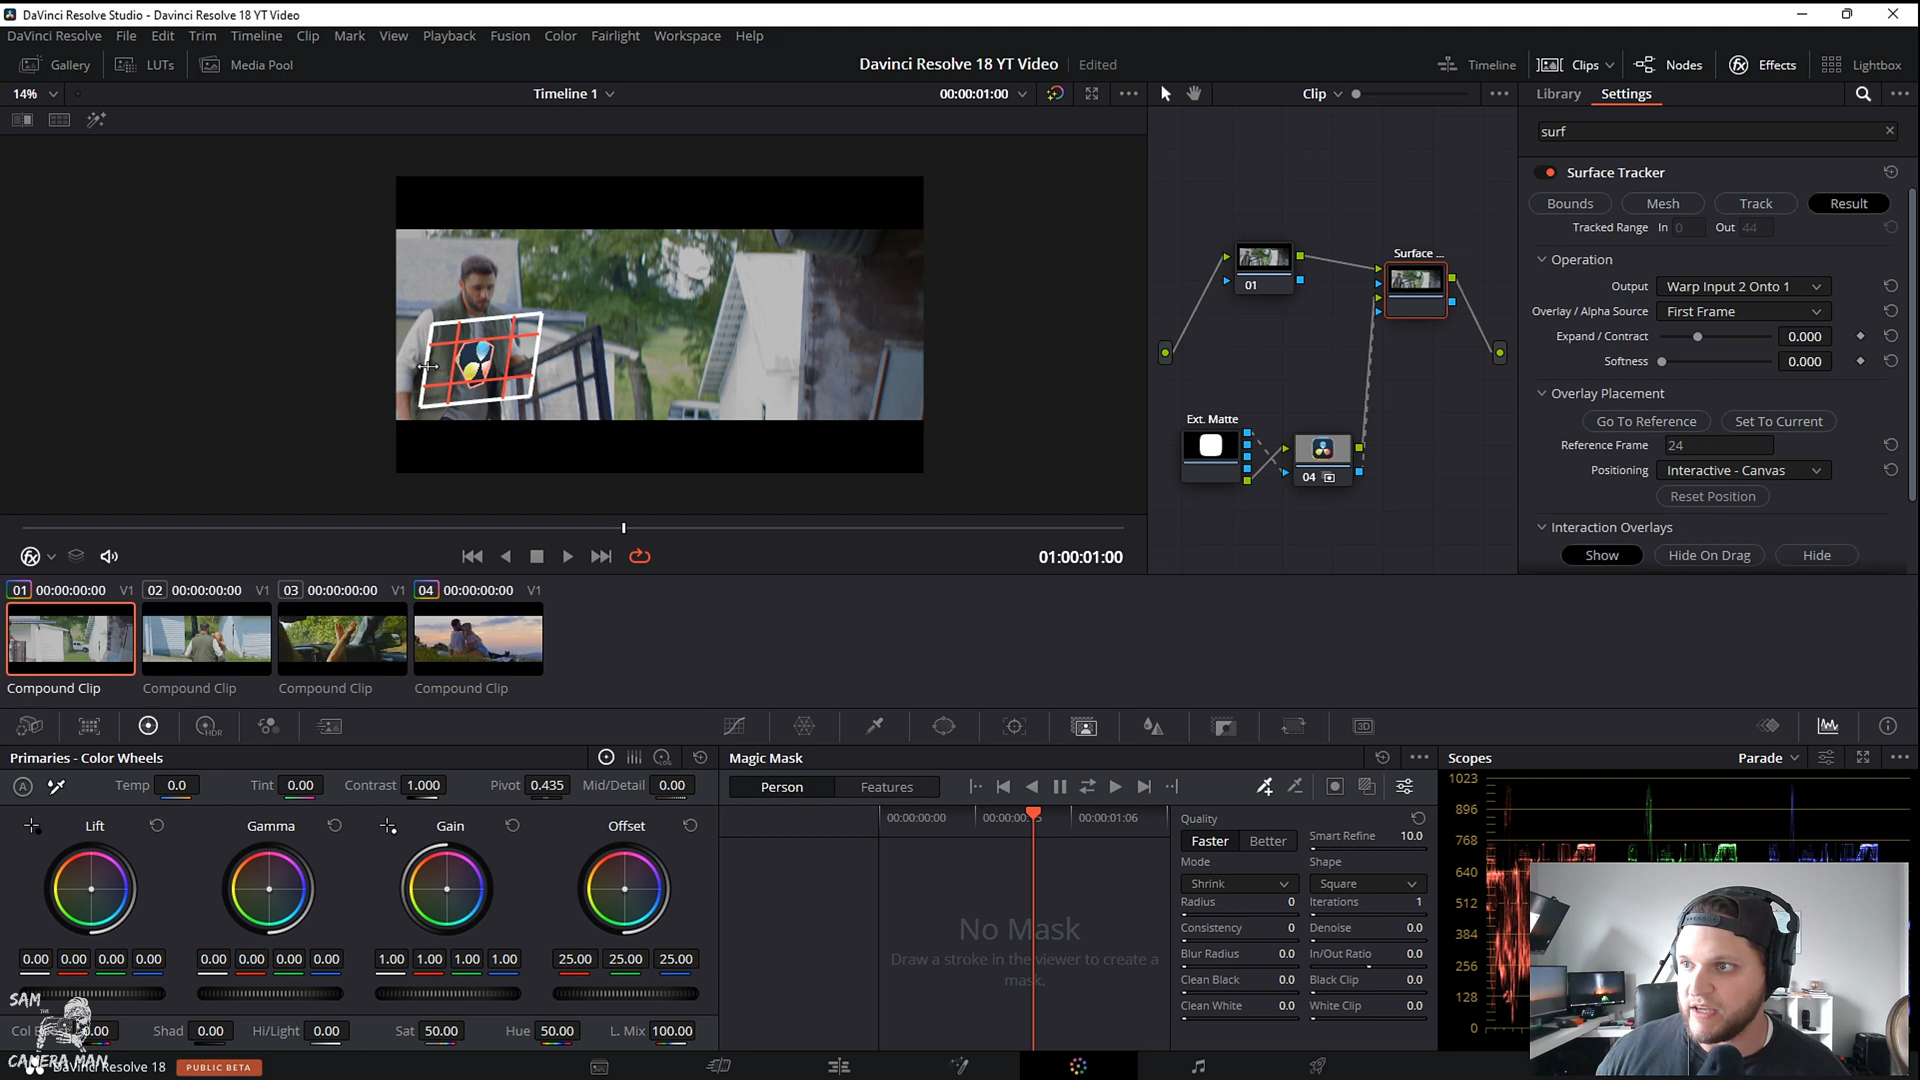 DaVinci Resolve Studio - Davinci Resolve 18 YT Video
DaVinci Resolve File Edit Trim Timeline Clip Mark View Playback Fusion Color Fairlight Workspace Help
Gallery LUTs Media Pool Davinci Resolve 18 YT Video Edited Timeline Clips Nodes Effects Lightbox
14% Timeline 1 00:00:01:00 Clip Library Settings
surf
Surface Tracker
Bounds Mesh Track Result
Tracked Range In 0 Out 44
Operation
Output Warp Input 2 Onto 1
Overlay / Alpha Source First Frame
Expand / Contract 0.000
Softness 0.000
Overlay Placement
Go To Reference Set To Current
Reference Frame 24
Positioning Interactive - Canvas
Reset Position
Interaction Overlays
Show Hide On Drag Hide
Surface ...
01
Ext. Matte
04
01:00:01:00
01 00:00:00:00 V1 02 00:00:00:00 V1 03 00:00:00:00 V1 04 00:00:00:00 V1
Compound Clip Compound Clip Compound Clip Compound Clip
HDR
3D
Primaries - Color Wheels
LOG
A Temp 0.0 Tint 0.00 Contrast 1.000 Pivot 0.435 Mid/Detail 0.00
Lift Gamma Gain Offset
0.00 0.00 0.00 0.00 0.00 0.00 0.00 0.00 1.00 1.00 1.00 1.00 25.00 25.00 25.00
0.00 Shad 0.00 Hi/Light 0.00 Sat 50.00 Hue 50.00 L. Mix 100.00
Magic Mask
Person Features
00:00:00:00 00:00:0 00:00:01:06
No Mask
Draw a stroke in the viewer to create a
mask.
Quality
Faster Better Smart Refine 10.0
Mode Shape
Shrink Square
Radius 0 Iterations 1
Consistency 0 Denoise 0.0
Blur Radius 0.0 In/Out Ratio 0.0
Clean Black 0.0 Black Clip 0.0
Clean White 0.0 White Clip 0.0
Scopes Parade
1023
896
768
640
512
384
256
128
0
SAM
THE
CAMERA MAN
DaVinci Resolve 18 PUBLIC BETA